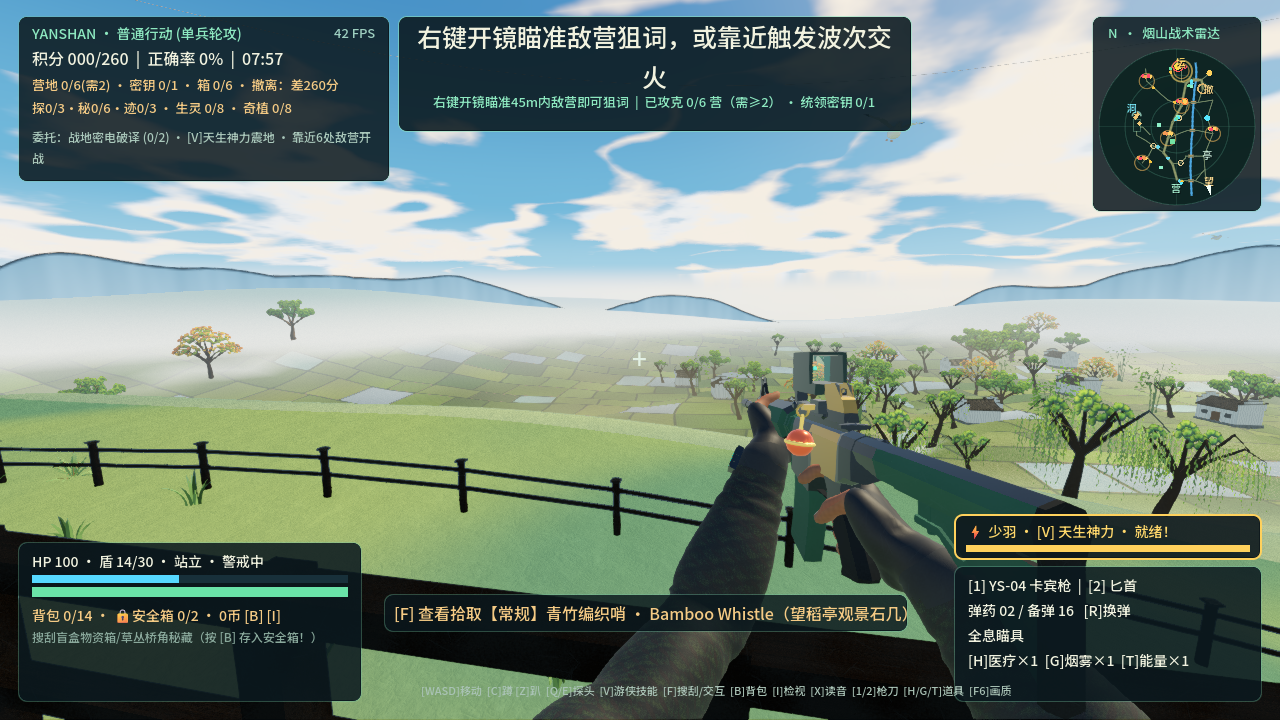 YANSHAN · 普通行动 (单兵轮攻)
42 FPS
积分 000/260 | 正确率 0% | 07:57
营地 0/6(需2) · 密钥 0/1 · 箱 0/6 · 撤离: 差260分
探0/3·秘0/6·迹0/3 · 生灵 0/8 · 奇植 0/8
委托: 战地密电破译 (0/2) · [V]天生神力震地 · 靠近6处敌营开
战
右键开镜瞄准敌营狙词，或靠近触发波次交
火
右键开镜瞄准45m内敌营即可狙词 | 已攻克 0/6 营（需≥2） · 统领密钥 0/1
N · 烟山战术雷达
坛
撤
洞
亭
营
望
HP 100 · 盾 14/30 · 站立 · 警戒中
背包 0/14 · 🔒安全箱 0/2 · 0币 [B] [I]
搜刮盲盒物资箱/草丛桥角秘藏（按 [B] 存入安全箱！）
[F] 查看拾取【常规】青竹编织哨 · Bamboo Whistle（望稻亭观景石几）
少羽 · [V] 天生神力 · 就绪!
[1] YS-04 卡宾枪 | [2] 匕首
弹药 02 / 备弹 16 [R]换弹
全息瞄具
[H]医疗×1 [G]烟雾×1 [T]能量×1
[WASD]移动 [C]蹲 [Z]趴 [Q/E]探头 [V]游侠技能 [F]搜刮/交互 [B]背包 [I]检视 [X]读音 [1/2]枪刀 [H/G/T]道具 [F6]画质